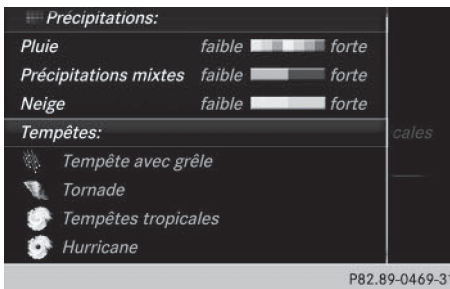 Précipitations:
Pluie faible forte
Précipitations mixtes faible forte
Neige faible forte
Tempêtes:
cales
Tempête avec grêle
Tornade
Tempêtes tropicales
Hurricane
P82.89-0469-31